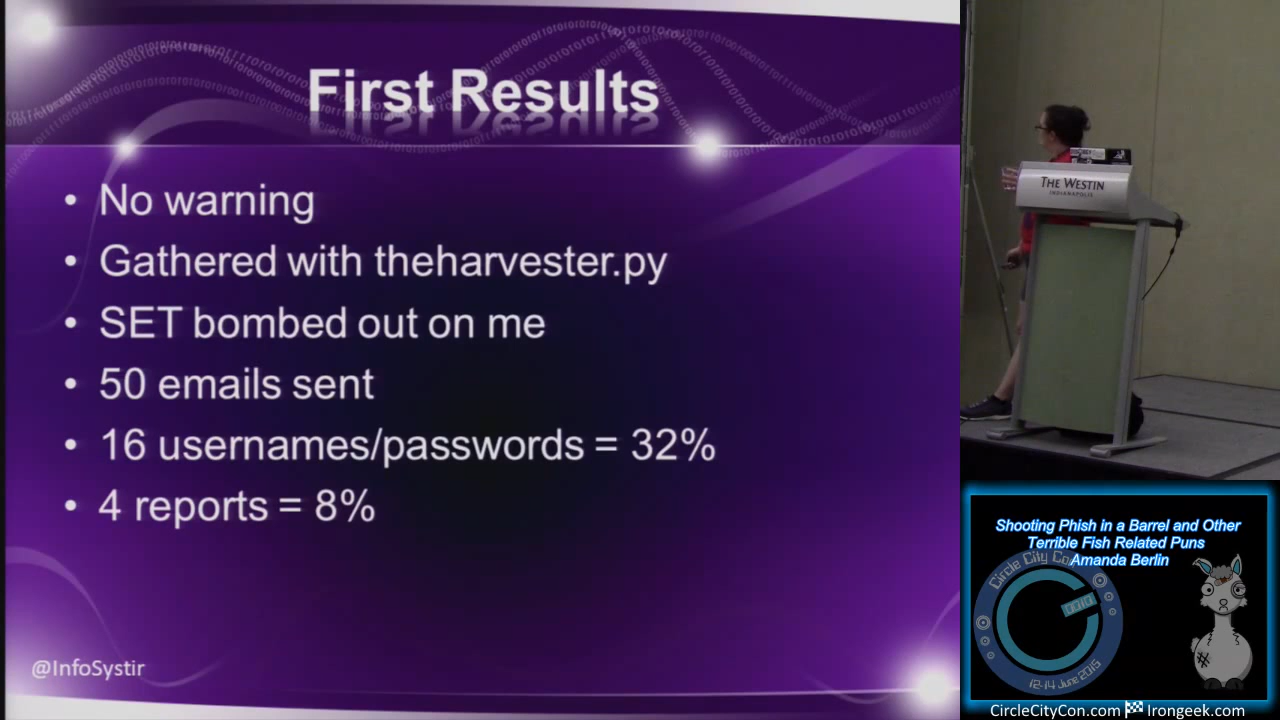 First Results
• No warning
• Gathered with theharvester.py
• SET bombed out on me
• 50 emails sent
• 16 usernames/passwords = 32%
• 4 reports = 8%
@InfoSystir
THE WESTIN
INDIANAPOLIS
Shooting Phish in a Barrel and Other
Terrible Fish Related Puns
Amanda Berlin
Circle City Con
12-14 June 2015
CircleCityCon.com Irongeek.com